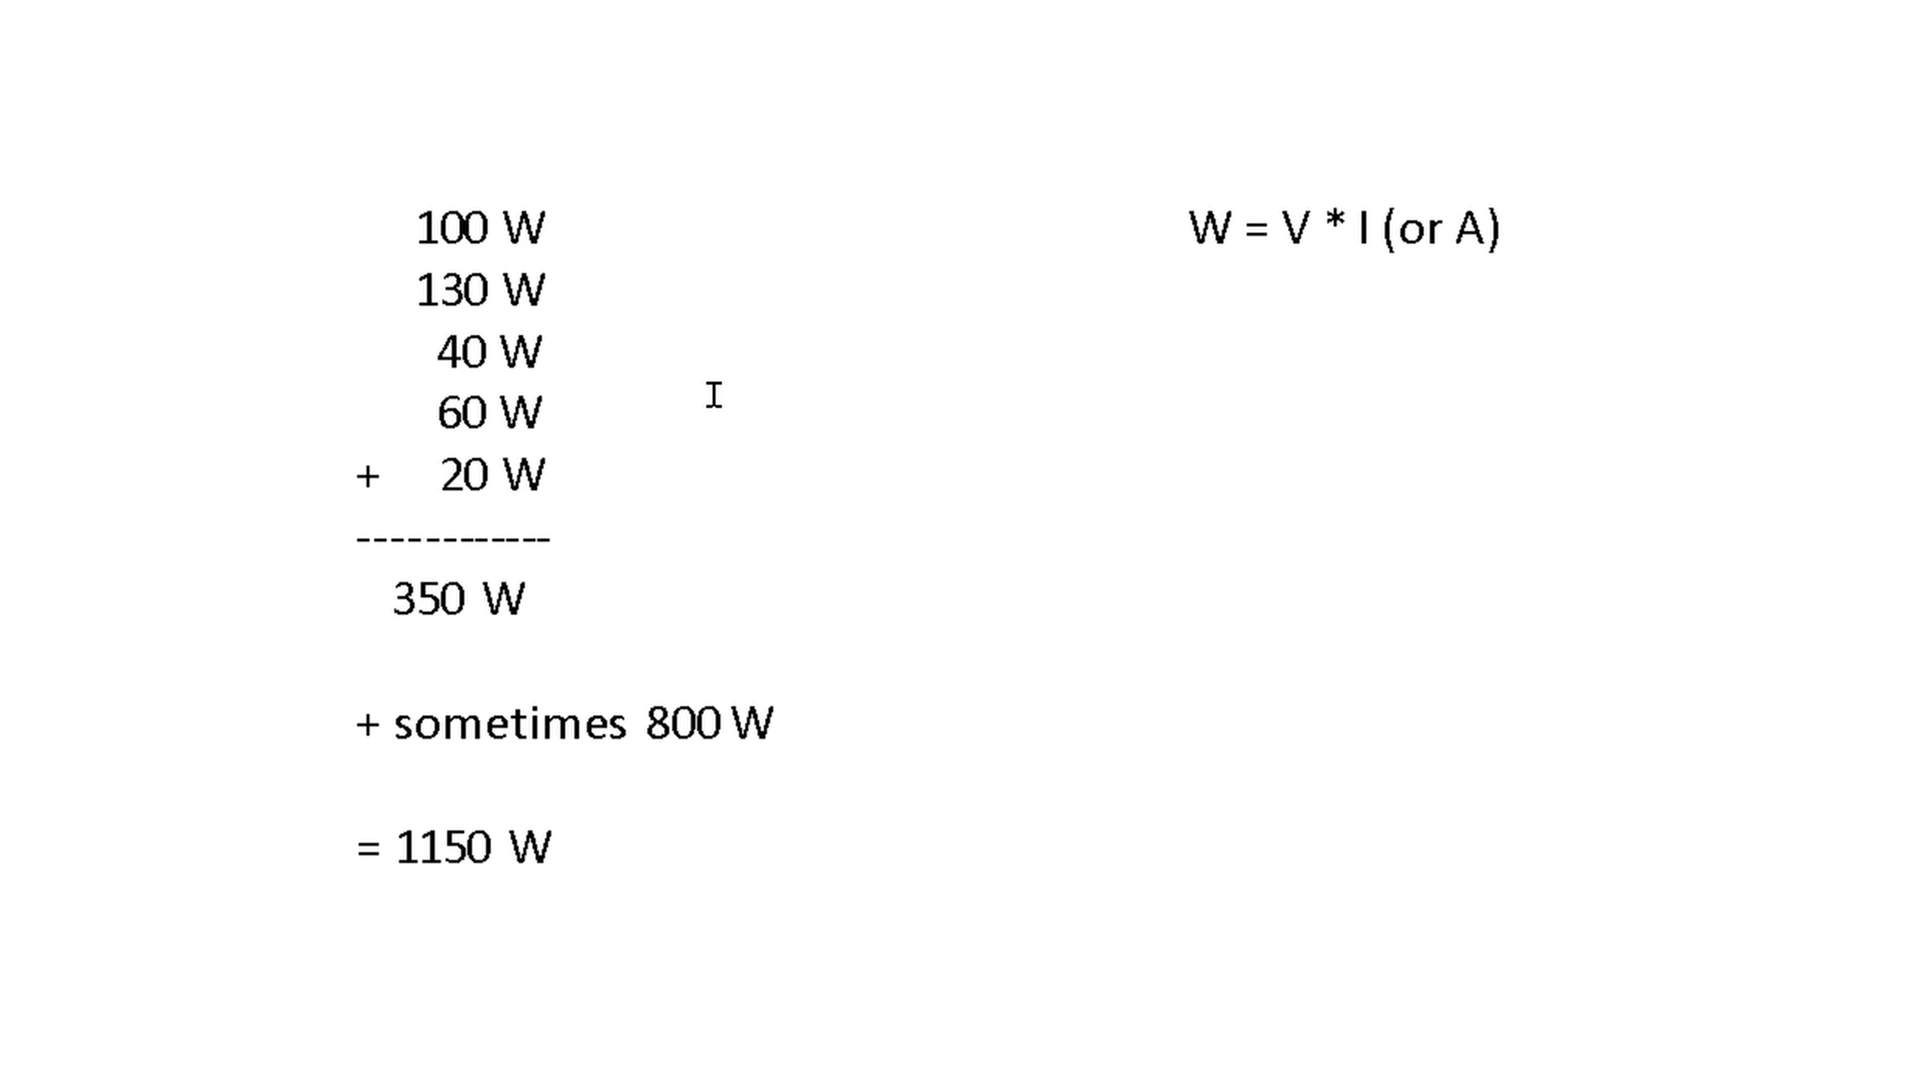 100 W
130 W
40 W
60 W
+ 20 W
------------
350 W
+ sometimes 800 W
= 1150 W
W = V * I (or A)